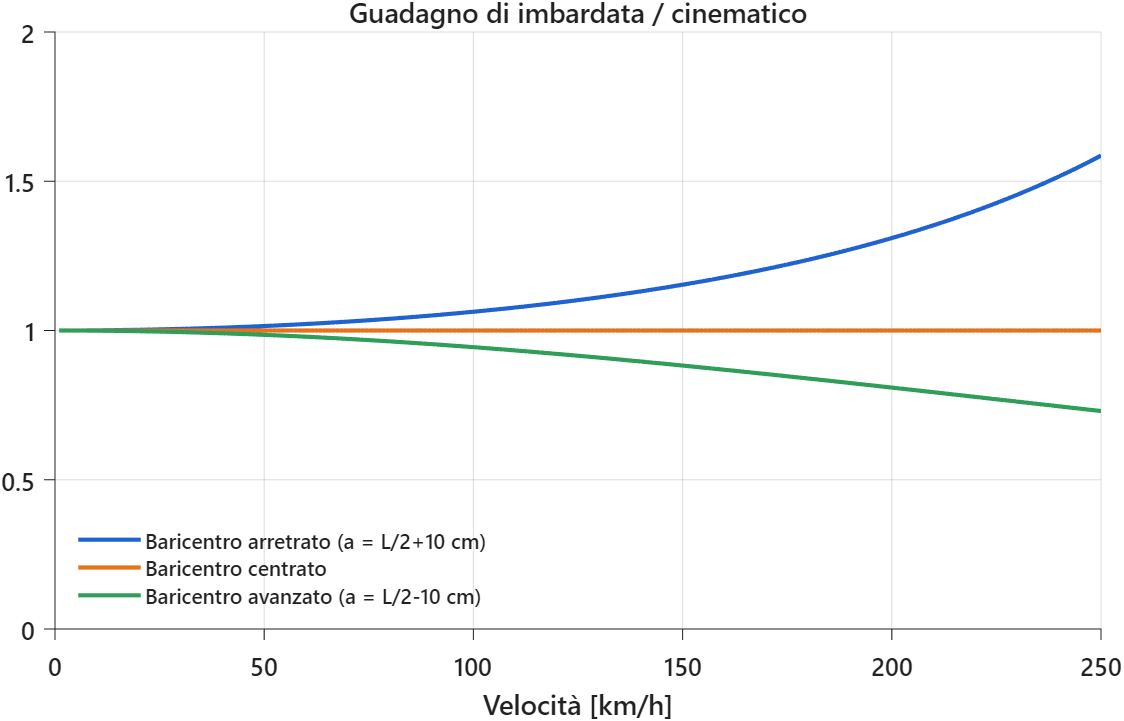 Guadagno di imbardata / cinematico
2
1.5
1
0.5
0
Baricentro arretrato (a = L/2+10 cm)
Baricentro centrato
Baricentro avanzato (a = L/2-10 cm)
0 50 100 150 200 250
Velocità [km/h]